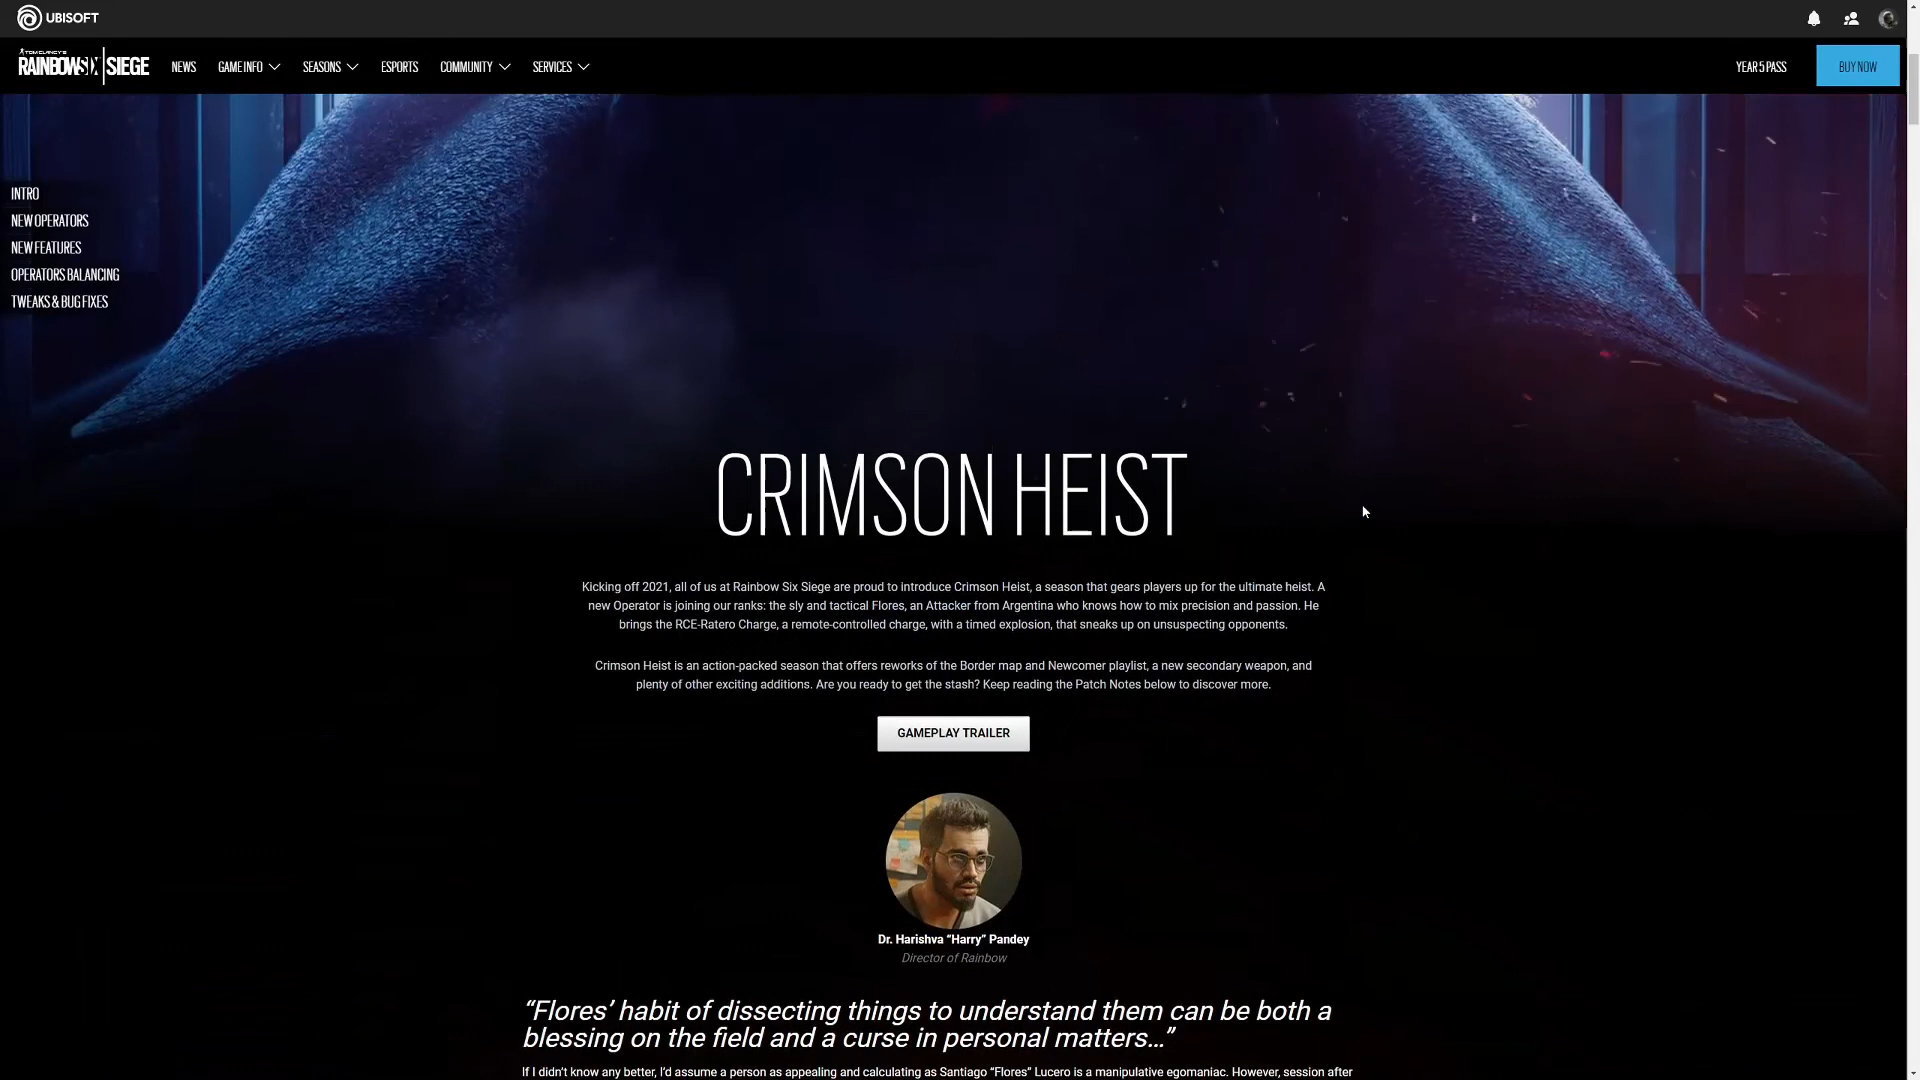 UBISOFT
TOM CLANCY'S
RAINBOWSIX|SIEGE
NEWS
GAME INFO
SEASONS
ESPORTS
COMMUNITY
SERVICES
YEAR 5 PASS
BUY NOW
INTRO
NEW OPERATORS
NEW FEATURES
OPERATORS BALANCING
TWEAKS & BUG FIXES
CRIMSON HEIST
Kicking off 2021, all of us at Rainbow Six Siege are proud to introduce Crimson Heist, a season that gears players up for the ultimate heist. A
new Operator is joining our ranks: the sly and tactical Flores, an Attacker from Argentina who knows how to mix precision and passion. He
brings the RCE-Ratero Charge, a remote-controlled charge, with a timed explosion, that sneaks up on unsuspecting opponents.
Crimson Heist is an action-packed season that offers reworks of the Border map and Newcomer playlist, a new secondary weapon, and
plenty of other exciting additions. Are you ready to get the stash? Keep reading the Patch Notes below to discover more.
GAMEPLAY TRAILER
Dr. Harishva “Harry” Pandey
Director of Rainbow
“Flores’ habit of dissecting things to understand them can be both a
blessing on the field and a curse in personal matters…”
If I didn’t know any better, I’d assume a person as appealing and calculating as Santiago “Flores” Lucero is a manipulative egomaniac. However, session after